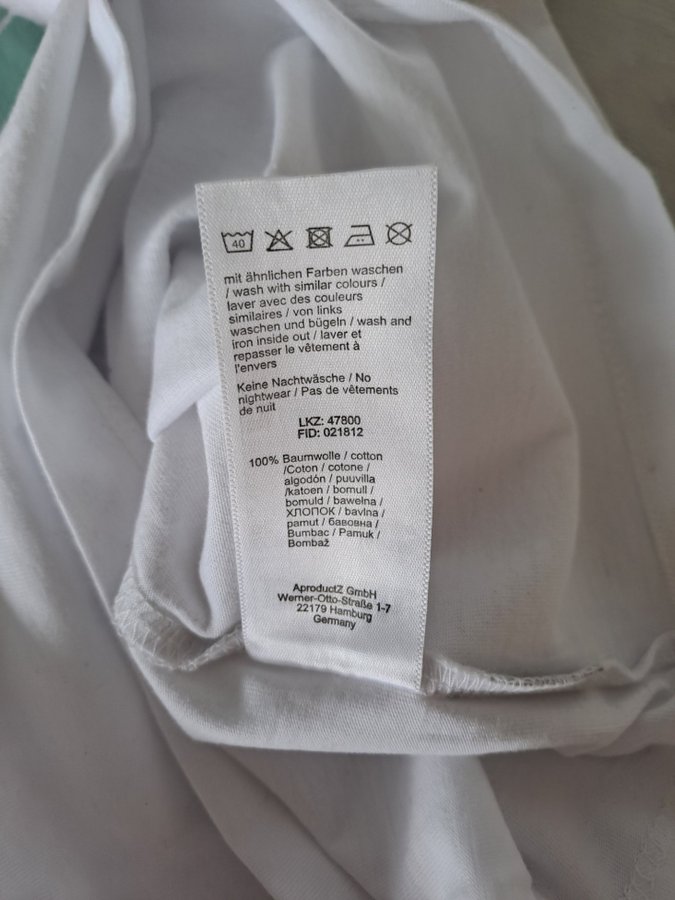 40
mit ähnlichen Farben waschen
/ wash with similar colours /
laver avec des couleurs
similaires / von links
waschen und bügeln / wash and
iron inside out / laver et
repasser le vêtement à
l'envers
Keine Nachtwäsche / No
nightwear / Pas de vêtements
de nuit
LKZ: 47800
FID: 021812
100% Baumwolle / cotton
/Coton / cotone /
algodón / puuvilla
/katoen / bomull /
bomuld / bawełna /
ХЛОПОК / bavlna /
pamut / бавовна /
Bumbac / Pamuk /
Bombaž
AproductZ GmbH
Werner-Otto-Straße 1-7
22179 Hamburg
Germany